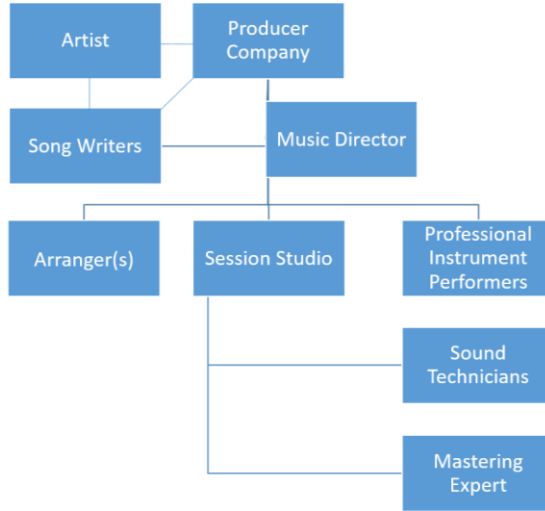 Artist
Producer
Company
Song Writers
Music Director
Arranger(s)
Session Studio
Professional
Instrument
Performers
Sound
Technicians
Mastering
Expert